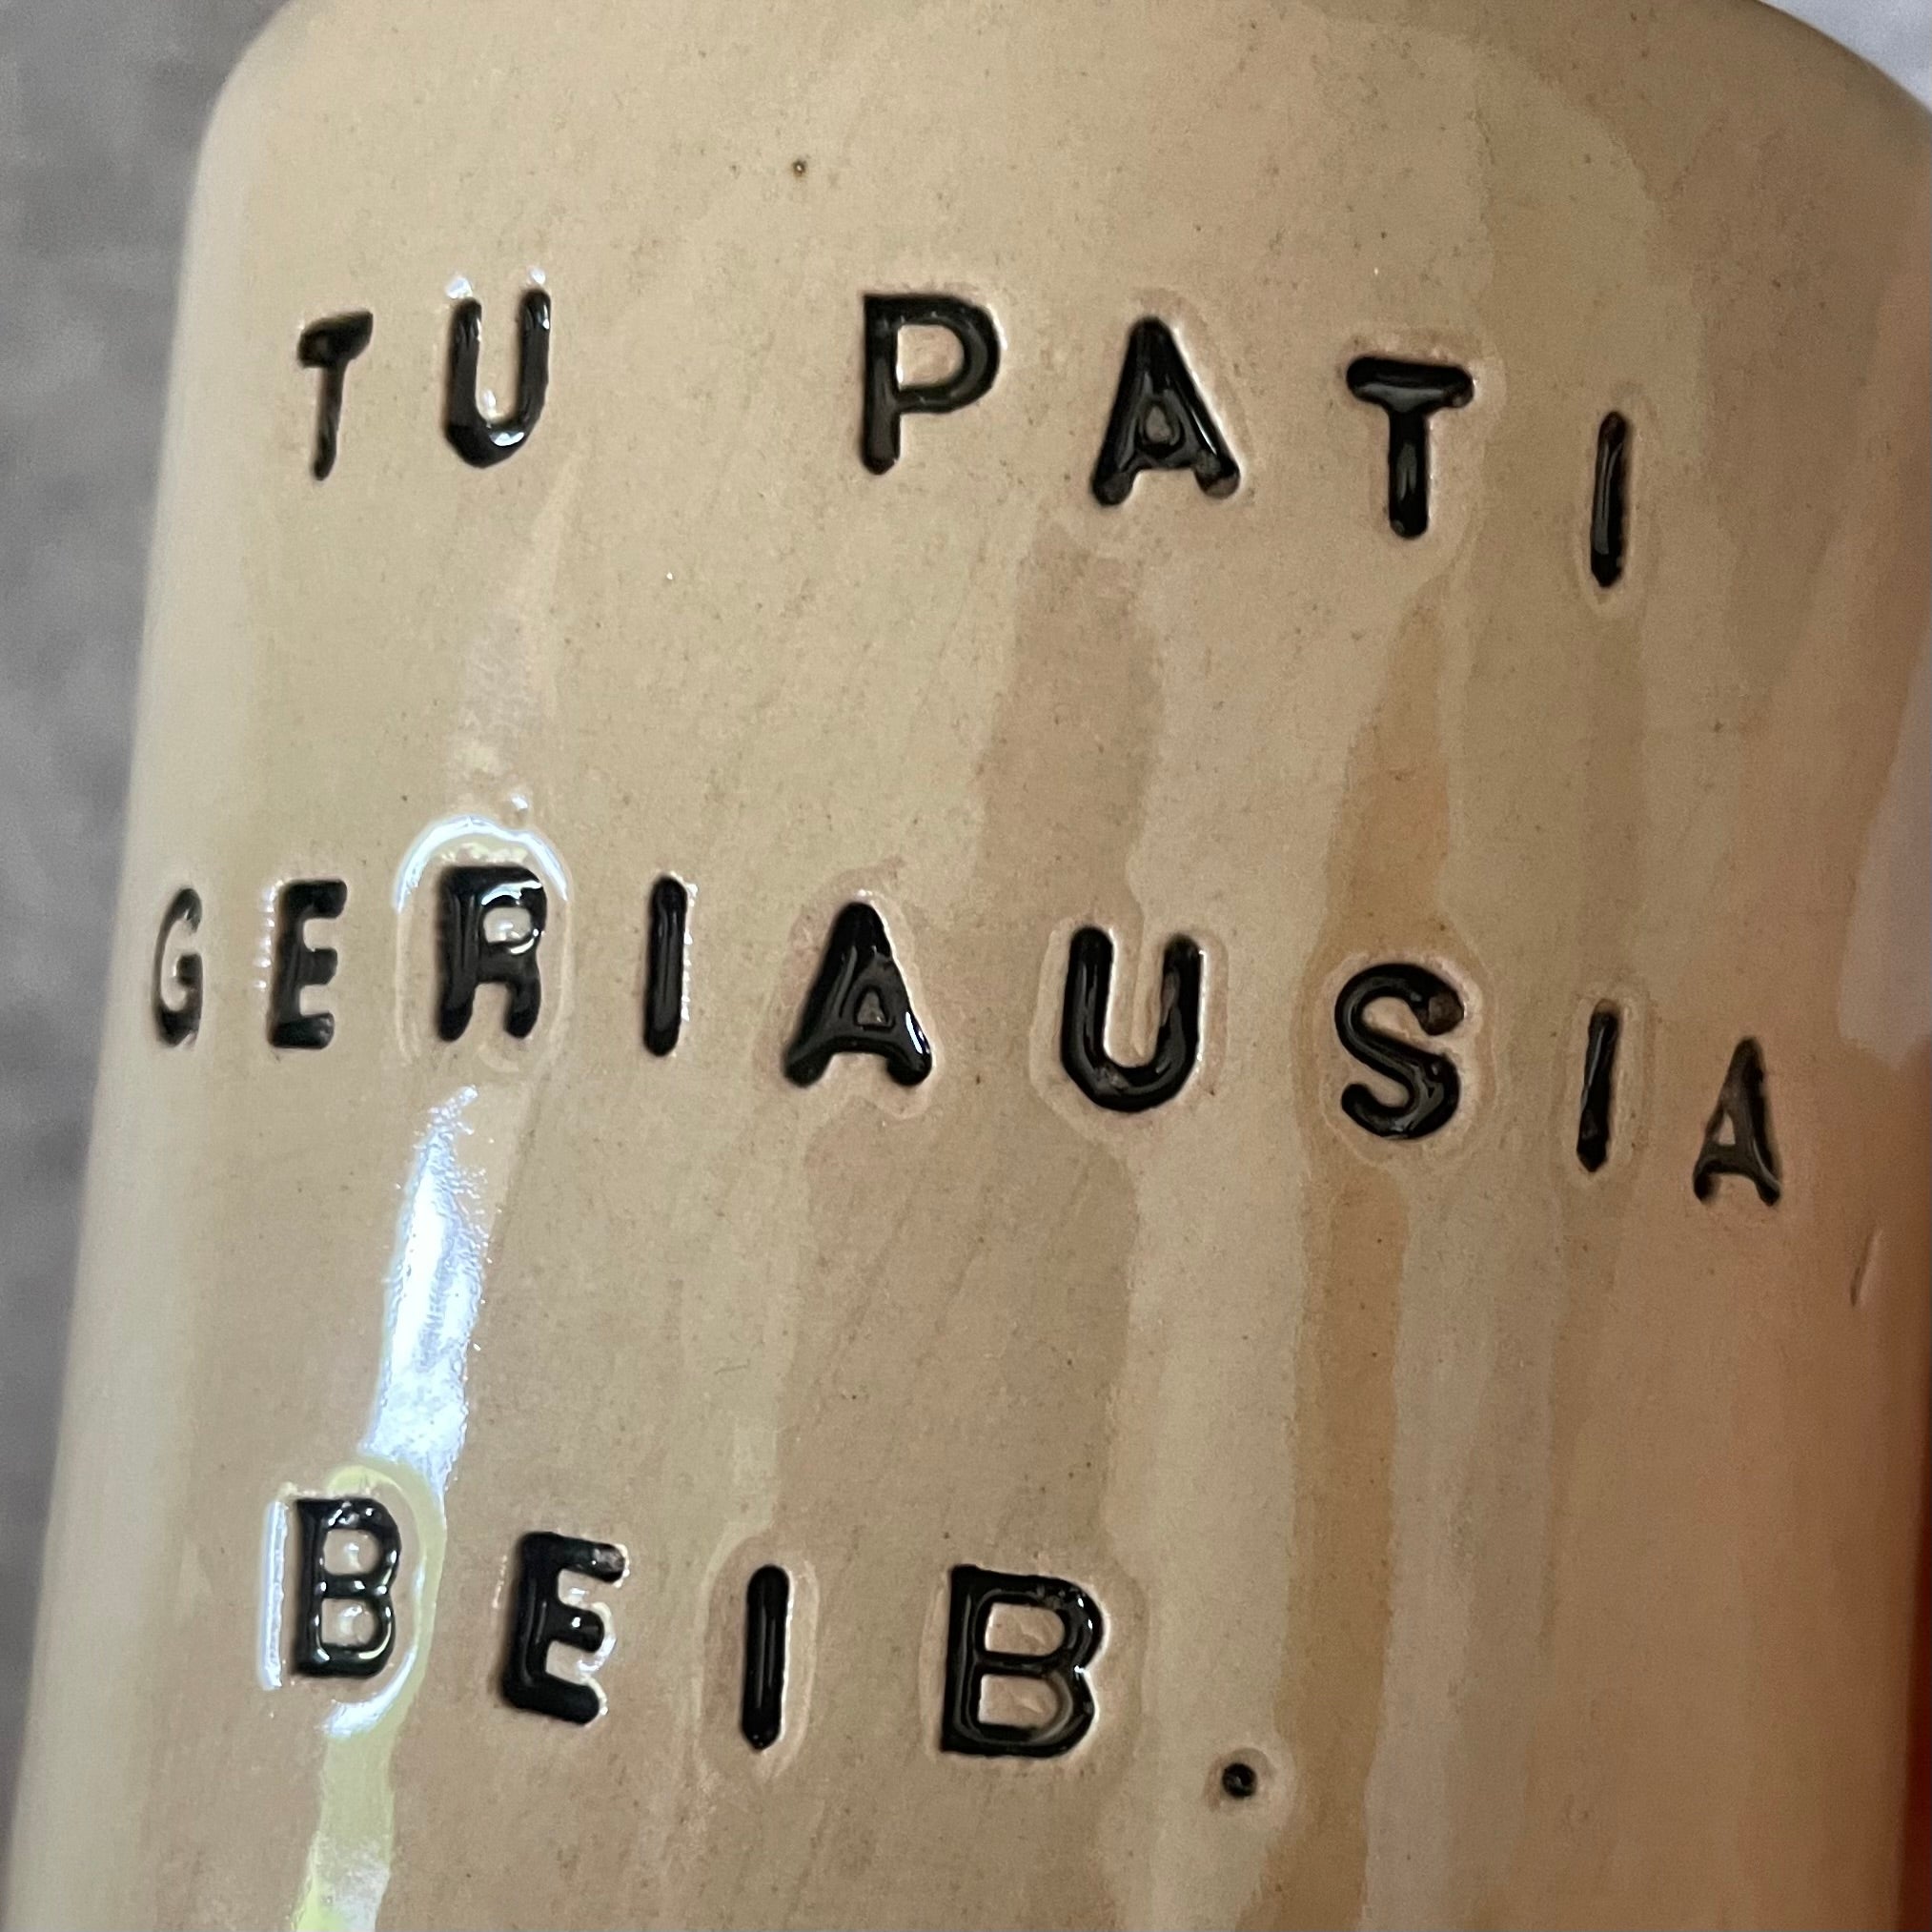 TU PATI
GERIAUSIA
BEIB.